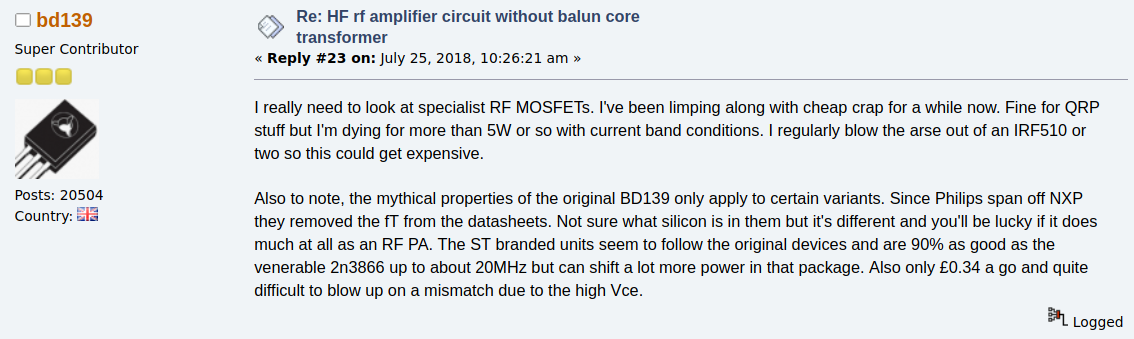 bd139
Super Contributor
Posts: 20504
Country:
Re: HF rf amplifier circuit without balun core
transformer
« Reply #23 on: July 25, 2018, 10:26:21 am »
I really need to look at specialist RF MOSFETs. I've been limping along with cheap crap for a while now. Fine for QRP
stuff but I'm dying for more than 5W or so with current band conditions. I regularly blow the arse out of an IRF510 or
two so this could get expensive.
Also to note, the mythical properties of the original BD139 only apply to certain variants. Since Philips span off NXP
they removed the fT from the datasheets. Not sure what silicon is in them but it's different and you'll be lucky if it does
much at all as an RF PA. The ST branded units seem to follow the original devices and are 90% as good as the
venerable 2n3866 up to about 20MHz but can shift a lot more power in that package. Also only £0.34 a go and quite
difficult to blow up on a mismatch due to the high Vce.
Logged